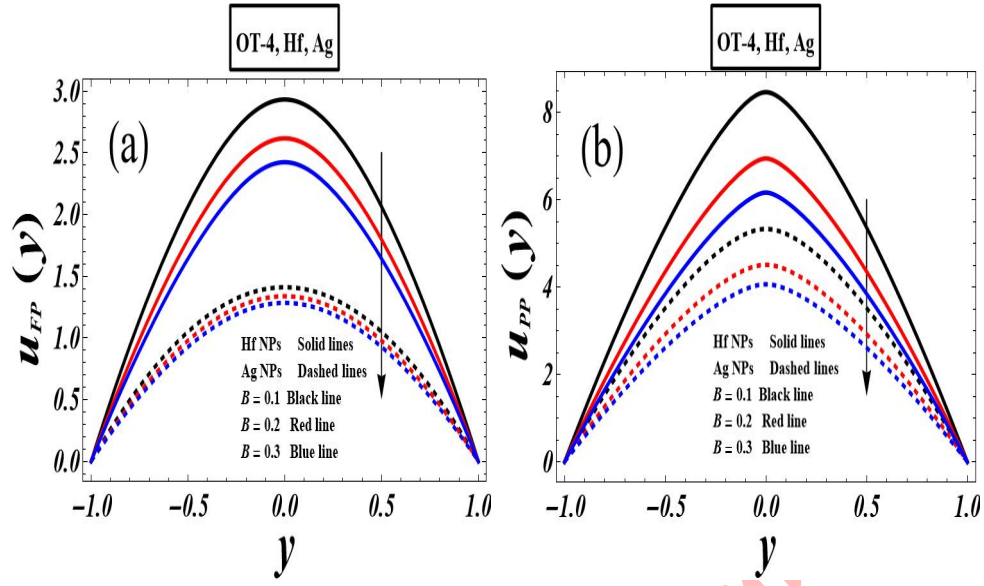 OT-4, Hf, Ag
(a)
3.0
2.5
2.0
1.5
1.0
0.5
0.0
u_FP (y)
Hf NPs Solid lines
Ag NPs Dashed lines
B = 0.1 Black line
B = 0.2 Red line
B = 0.3 Blue line
−1.0 −0.5 0.0 0.5 1.0
y
OT-4, Hf, Ag
(b)
8
6
4
2
0
u_PP (y)
Hf NPs Solid lines
Ag NPs Dashed lines
B = 0.1 Black line
B = 0.2 Red line
B = 0.3 Blue line
−1.0 −0.5 0.0 0.5 1.0
y